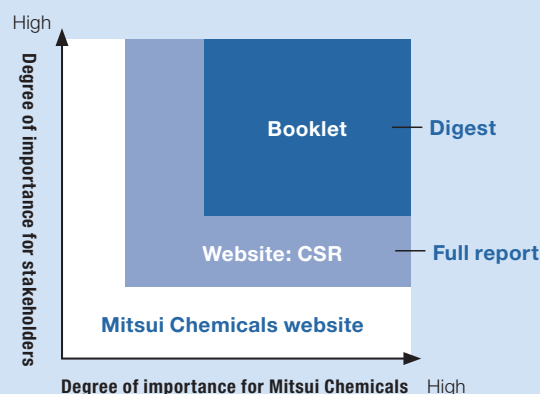 High
Degree of importance for stakeholders
Booklet
Digest
Website: CSR
Full report
Mitsui Chemicals website
Degree of importance for Mitsui Chemicals
High